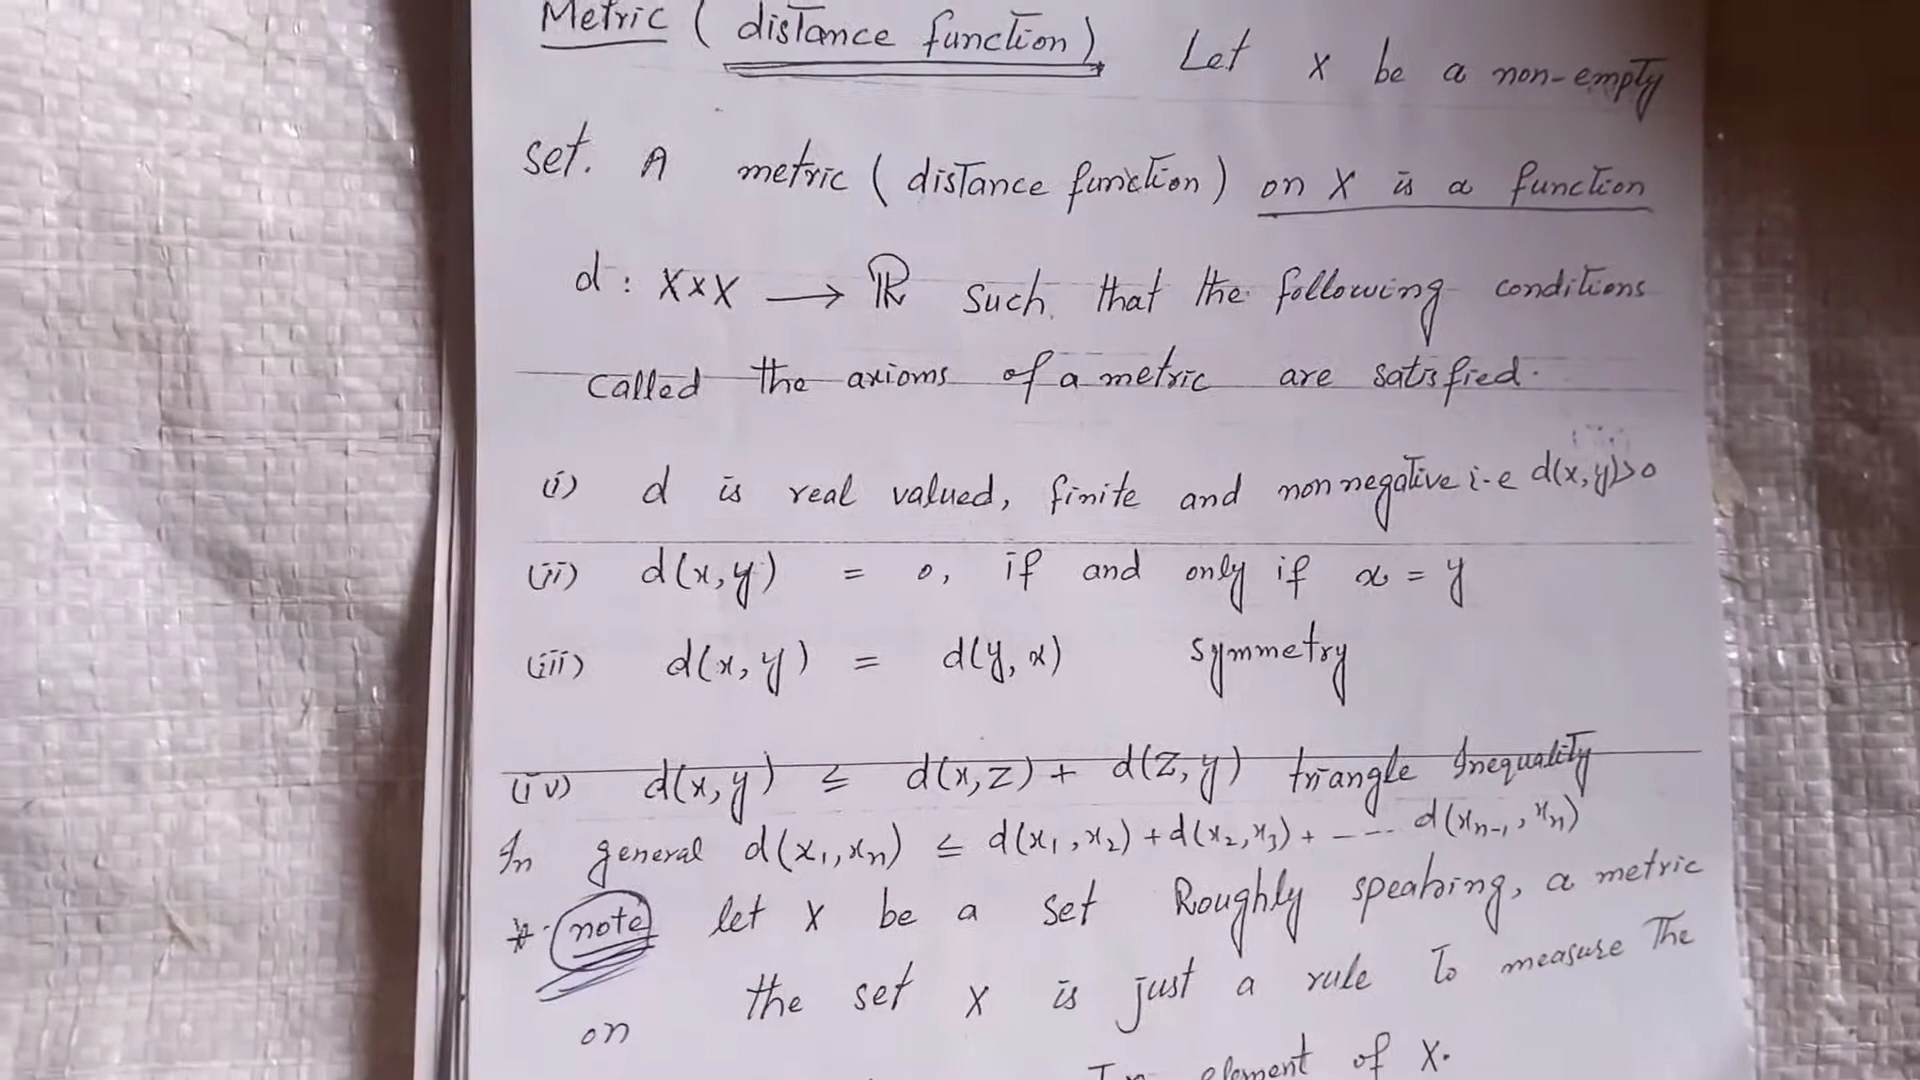 Metric (distance function) Let X be a non-empty
set. A metric (distance function) on X is a function
d : X×X → ℝ such that the following conditions
called the axioms of a metric are satisfied.
(i) d is real valued, finite and non negative i-e d(x,y)>0
(ii) d(x,y) = 0, if and only if x = y
(iii) d(x,y) = d(y,x) symmetry
(iv) d(x,y) ≤ d(x,z) + d(z,y) triangle Inequality
In general d(x₁,xn) ≤ d(x₁,x₂) + d(x₂,x₃) + ---- d(xn-₁,xn)
* note let X be a set Roughly speaking, a metric
on the set X is just a rule To measure The
element of X.